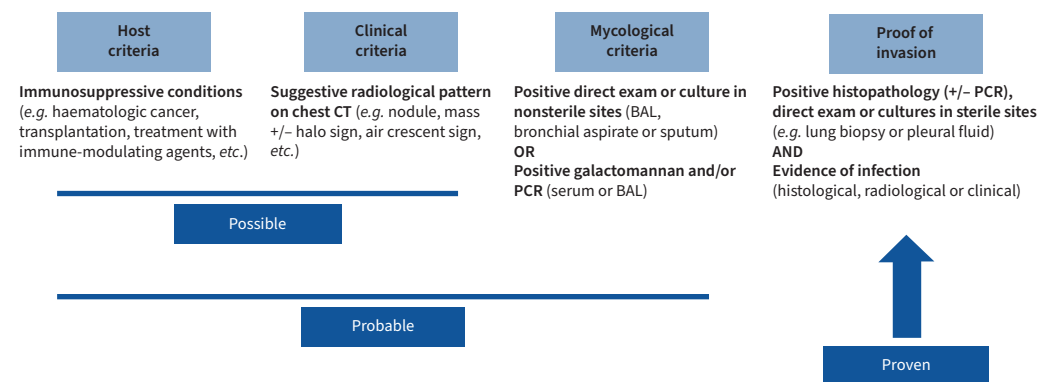 Host
criteria
Clinical
criteria
Mycological
criteria
Proof of
invasion
Immunosuppressive conditions
(e.g. haematologic cancer,
transplantation, treatment with
immune-modulating agents, etc.)
Suggestive radiological pattern
on chest CT (e.g. nodule, mass
+/– halo sign, air crescent sign,
etc.)
Positive direct exam or culture in
nonsterile sites (BAL,
bronchial aspirate or sputum)
OR
Positive galactomannan and/or
PCR (serum or BAL)
Positive histopathology (+/– PCR),
direct exam or cultures in sterile sites
(e.g. lung biopsy or pleural fluid)
AND
Evidence of infection
(histological, radiological or clinical)
Possible
Probable
Proven